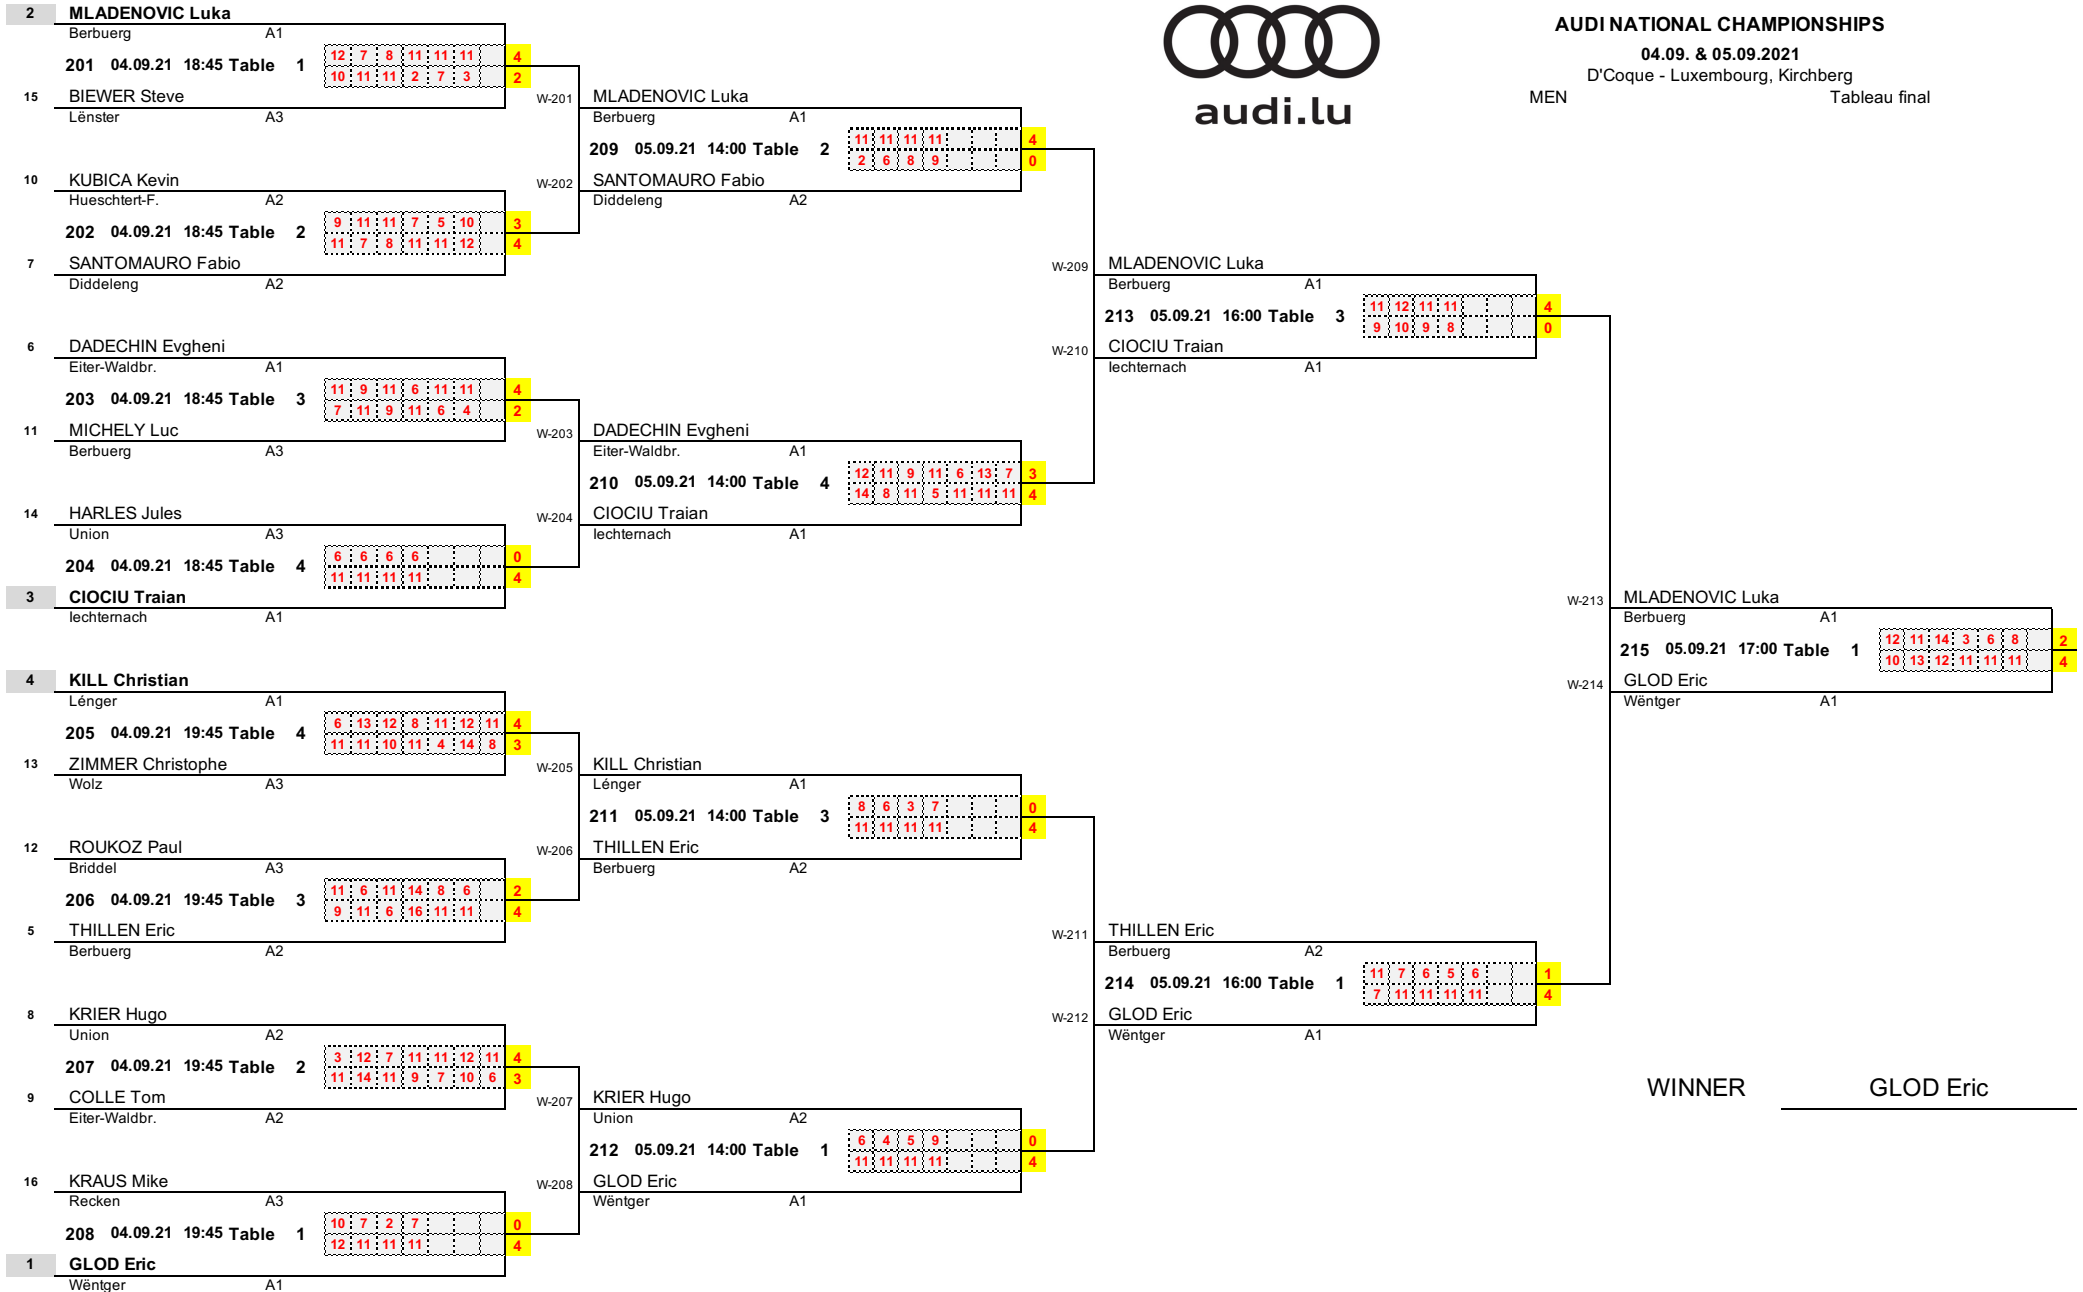 audi.lu
AUDI NATIONAL CHAMPIONSHIPS
04.09. & 05.09.2021
D'Coque - Luxembourg, Kirchberg
MEN Tableau final
2 MLADENOVIC Luka
Berbuerg A1
201 04.09.21 18:45 Table 1
12 7 8 11 11 11 4
10 11 11 2 7 3 2
15 BIEWER Steve
Lënster A3
10 KUBICA Kevin
Hueschtert-F. A2
202 04.09.21 18:45 Table 2
9 11 11 7 5 10 3
11 7 8 11 11 12 4
7 SANTOMAURO Fabio
Diddeleng A2
6 DADECHIN Evgheni
Eiter-Waldbr. A1
203 04.09.21 18:45 Table 3
11 9 11 6 11 11 4
7 11 9 11 6 4 2
11 MICHELY Luc
Berbuerg A3
14 HARLES Jules
Union A3
204 04.09.21 18:45 Table 4
6 6 6 6 0
11 11 11 11 4
3 CIOCIU Traian
Iechternach A1
4 KILL Christian
Lénger A1
205 04.09.21 19:45 Table 4
6 13 12 8 11 12 11 4
11 11 10 11 4 14 8 3
13 ZIMMER Christophe
Wolz A3
12 ROUKOZ Paul
Briddel A3
206 04.09.21 19:45 Table 3
11 6 11 14 8 6 2
9 11 6 16 11 11 4
5 THILLEN Eric
Berbuerg A2
8 KRIER Hugo
Union A2
207 04.09.21 19:45 Table 2
3 12 7 11 11 12 11 4
11 14 11 9 7 10 6 3
9 COLLE Tom
Eiter-Waldbr. A2
16 KRAUS Mike
Recken A3
208 04.09.21 19:45 Table 1
10 7 2 7 0
12 11 11 11 4
1 GLOD Eric
Wëntger A1
W-201 MLADENOVIC Luka
Berbuerg A1
209 05.09.21 14:00 Table 2
11 11 11 11 4
2 6 8 9 0
W-202 SANTOMAURO Fabio
Diddeleng A2
W-203 DADECHIN Evgheni
Eiter-Waldbr. A1
210 05.09.21 14:00 Table 4
12 11 9 11 6 13 7 3
14 8 11 5 11 11 11 4
W-204 CIOCIU Traian
Iechternach A1
W-205 KILL Christian
Lénger A1
211 05.09.21 14:00 Table 3
8 6 3 7 0
11 11 11 11 4
W-206 THILLEN Eric
Berbuerg A2
W-207 KRIER Hugo
Union A2
212 05.09.21 14:00 Table 1
6 4 5 9 0
11 11 11 11 4
W-208 GLOD Eric
Wëntger A1
W-209 MLADENOVIC Luka
Berbuerg A1
213 05.09.21 16:00 Table 3
11 12 11 11 4
9 10 9 8 0
W-210 CIOCIU Traian
Iechternach A1
W-211 THILLEN Eric
Berbuerg A2
214 05.09.21 16:00 Table 1
11 7 6 5 6 1
7 11 11 11 11 4
W-212 GLOD Eric
Wëntger A1
W-213 MLADENOVIC Luka
Berbuerg A1
215 05.09.21 17:00 Table 1
12 11 14 3 6 8 2
10 13 12 11 11 11 4
W-214 GLOD Eric
Wëntger A1
WINNER GLOD Eric